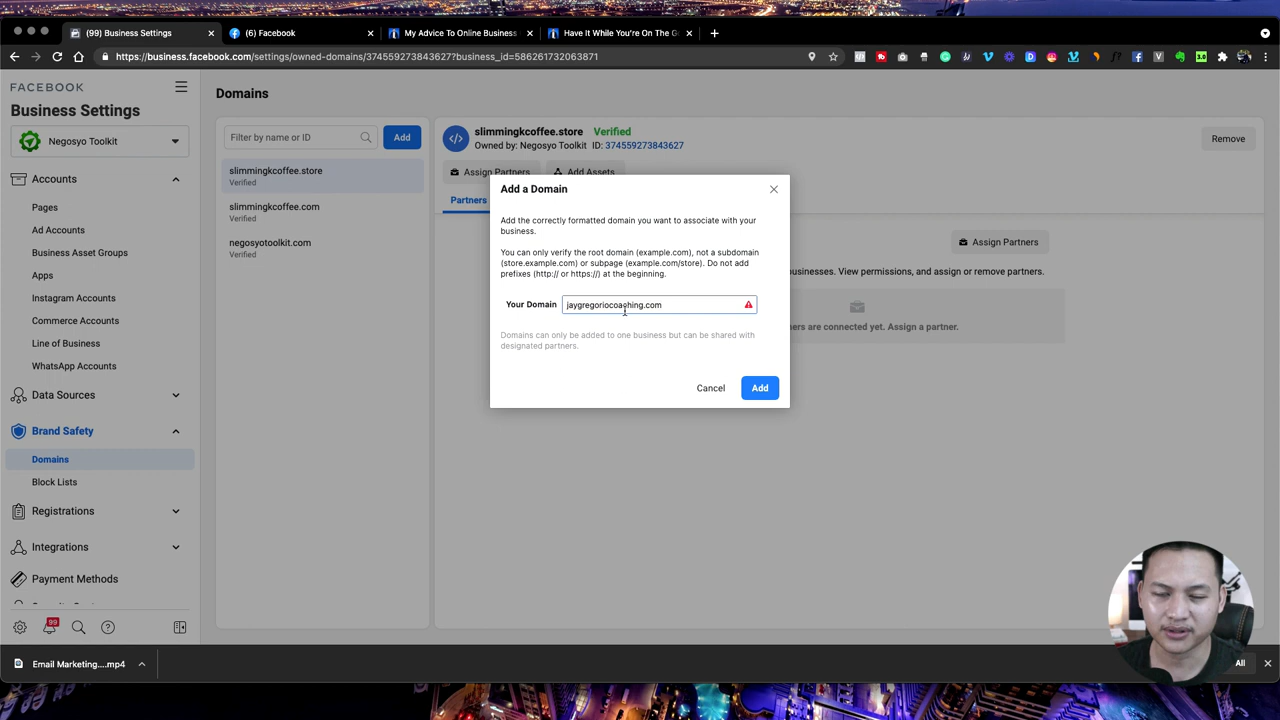 (99) Business Settings
(6) Facebook
My Advice To Online Business
Have It While You're On The Go
https://business.facebook.com/settings/owned-domains/374559273843627?business_id=586261732063871
FACEBOOK
Business Settings
Negosyo Toolkit
Accounts
Pages
Ad Accounts
Business Asset Groups
Apps
Instagram Accounts
Commerce Accounts
Line of Business
WhatsApp Accounts
Data Sources
Brand Safety
Domains
Block Lists
Registrations
Integrations
Payment Methods
99
Domains
Filter by name or ID
Add
slimmingkcoffee.store
Verified
slimmingkcoffee.com
Verified
negosyotoolkit.com
Verified
slimmingkcoffee.store Verified
Owned by: Negosyo Toolkit ID: 374559273843627
Remove
Assign Partners
Add Assets
Partners
Assign Partners
businesses. View permissions, and assign or remove partners.
are connected yet. Assign a partner.
Add a Domain
Add the correctly formatted domain you want to associate with your
business.
You can only verify the root domain (example.com), not a subdomain
(store.example.com) or subpage (example.com/store). Do not add
prefixes (http:// or https://) at the beginning.
Your Domain
jaygregoriocoaching.com
Domains can only be added to one business but can be shared with
designated partners.
Cancel
Add
Email Marketing....mp4
All